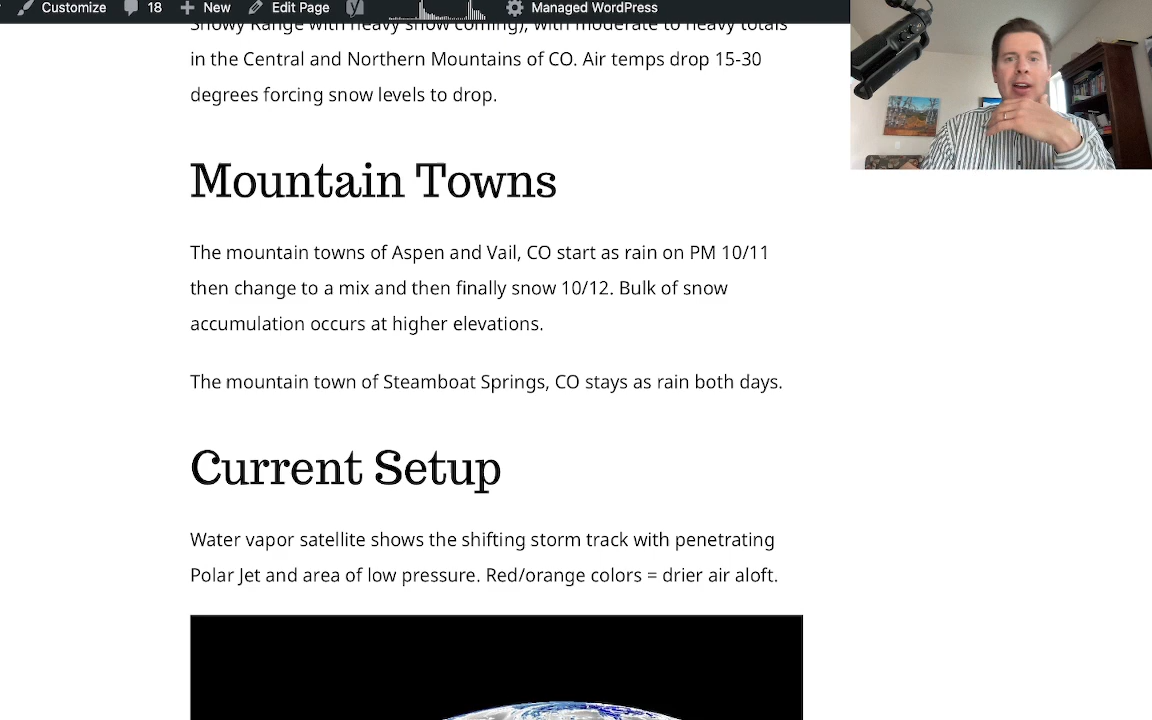 Customize 18 New Edit Page Managed WordPress
Snowy Range with heavy snow coming), with moderate to heavy totals
in the Central and Northern Mountains of CO. Air temps drop 15-30
degrees forcing snow levels to drop.
Mountain Towns
The mountain towns of Aspen and Vail, CO start as rain on PM 10/11
then change to a mix and then finally snow 10/12. Bulk of snow
accumulation occurs at higher elevations.
The mountain town of Steamboat Springs, CO stays as rain both days.
Current Setup
Water vapor satellite shows the shifting storm track with penetrating
Polar Jet and area of low pressure. Red/orange colors = drier air aloft.